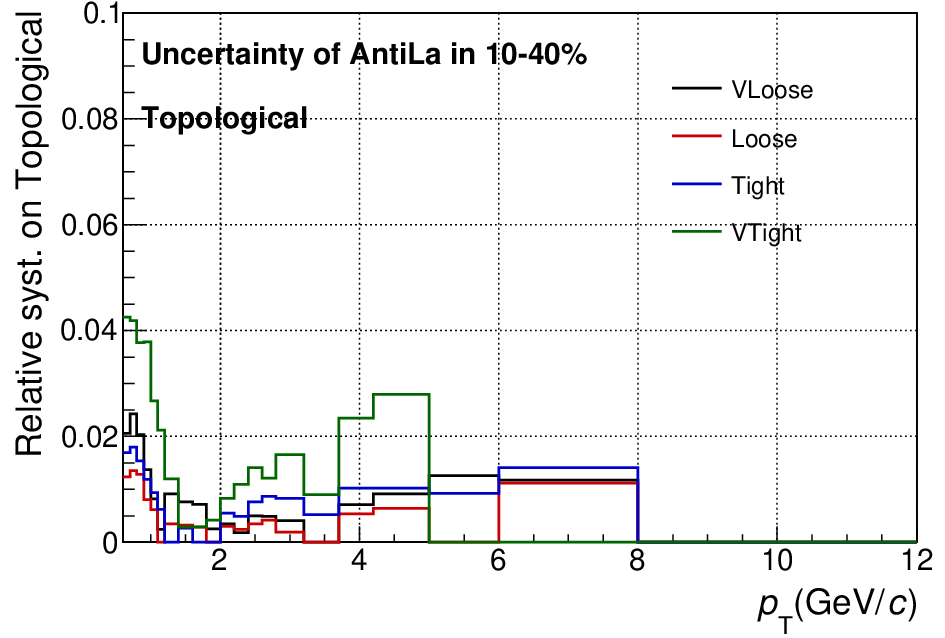 0.1
Uncertainty of AntiLa in 10-40%
VLoose
Topological
0.08
Loose
Tight
0.06
VTight
0.04
0.02
0
2
4
6
8
10
12
Relative syst. on Topological
pT(GeV/c)